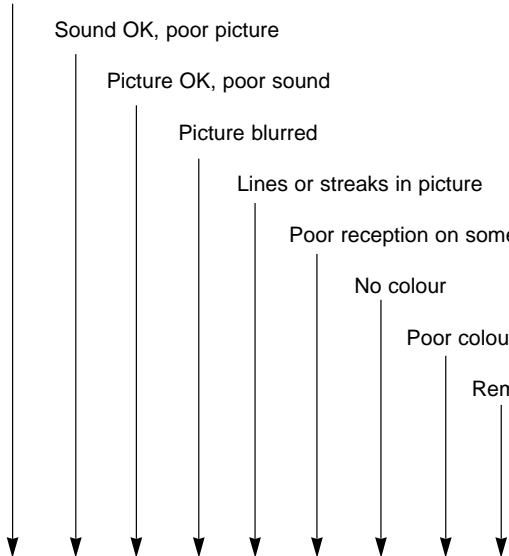 Sound OK, poor picture
Picture OK, poor sound
Picture blurred
Lines or streaks in picture
Poor reception on some
No colour
Poor